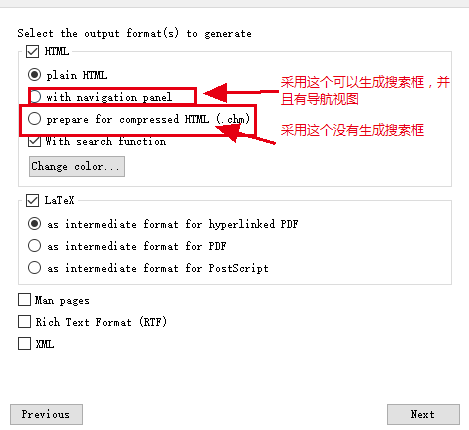 Select the output format(s) to generate
HTML
plain HTML
with navigation panel
采用这个可以生成搜索框，并
且有导航视图
prepare for compressed HTML (.chm)
采用这个没有生成搜索框
With search function
Change color...
LaTeX
as intermediate format for hyperlinked PDF
as intermediate format for PDF
as intermediate format for PostScript
Man pages
Rich Text Format (RTF)
XML
Previous
Next